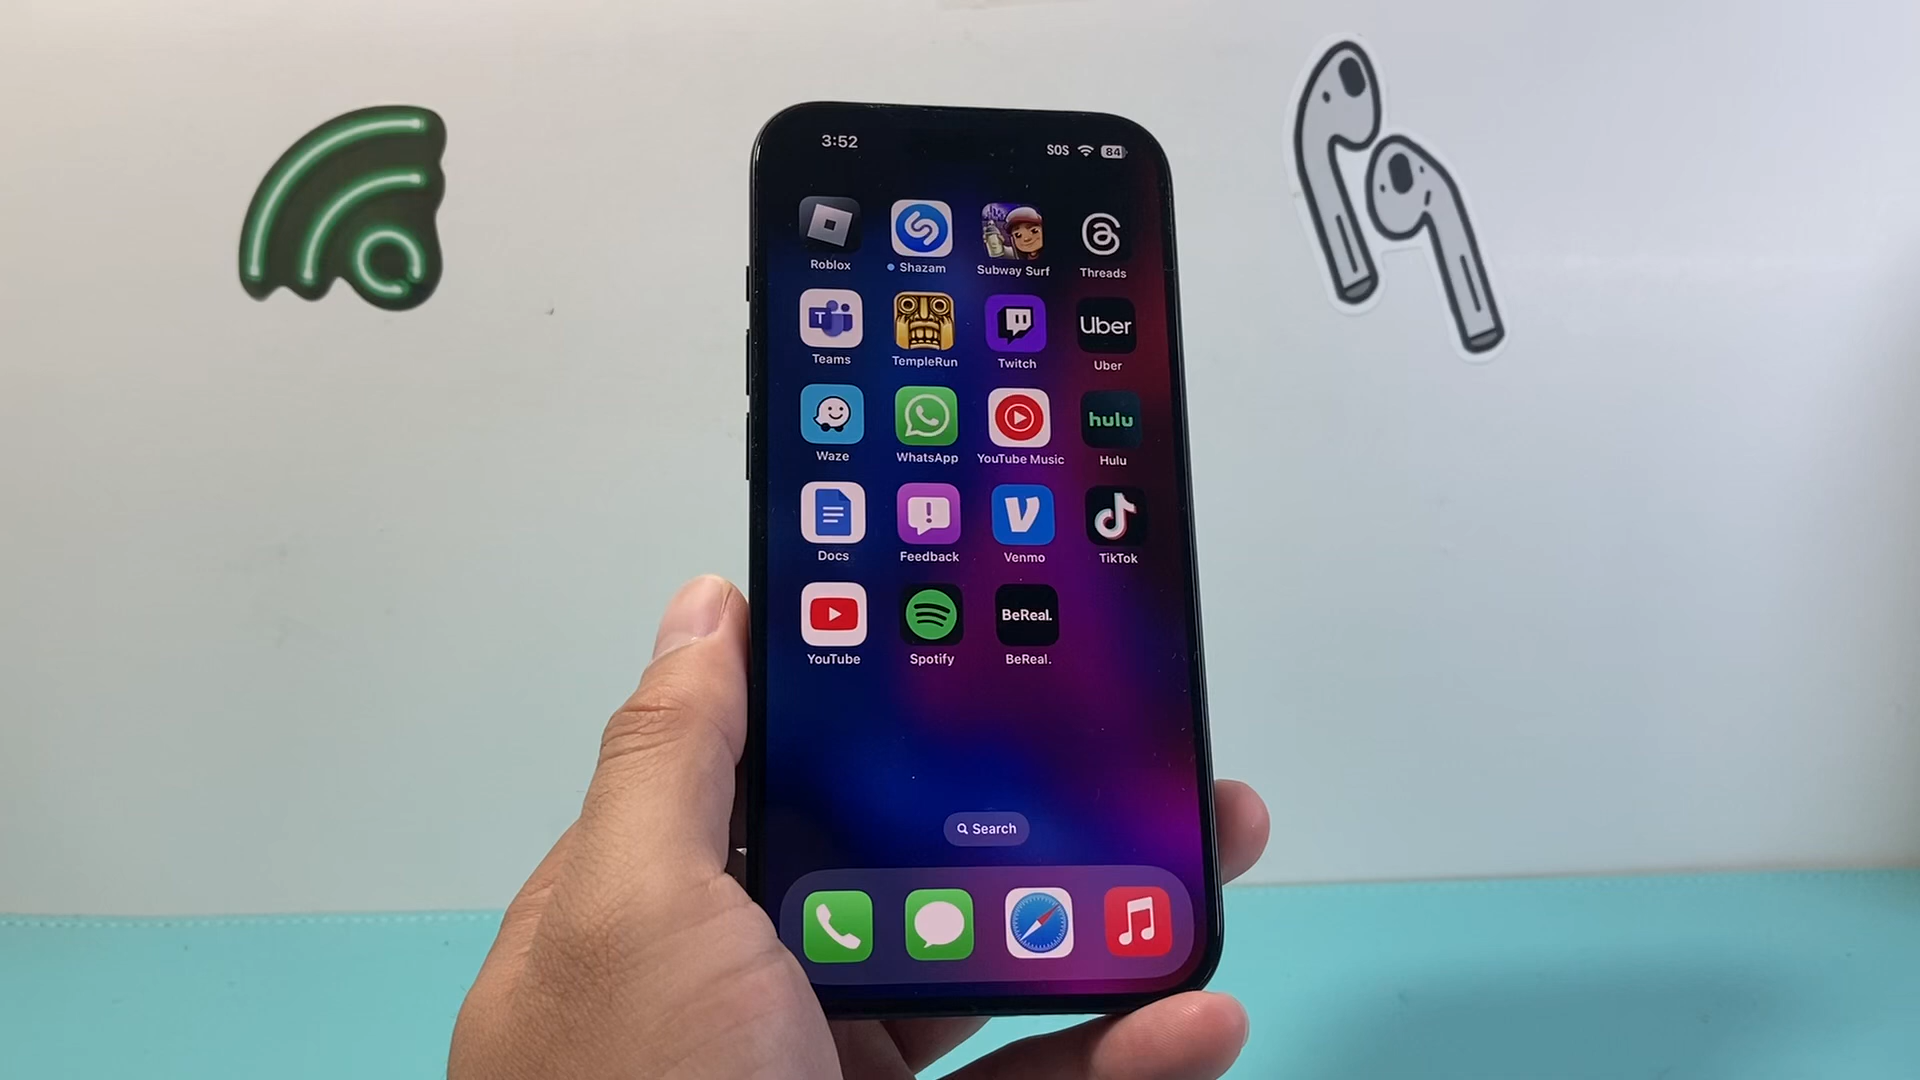 3:52 SOS 84
Roblox Shazam Subway Surf Threads
T Uber
Teams TempleRun Twitch Uber
hulu
Waze WhatsApp YouTube Music Hulu
Docs Feedback Venmo TikTok
BeReal.
YouTube Spotify BeReal.
Search